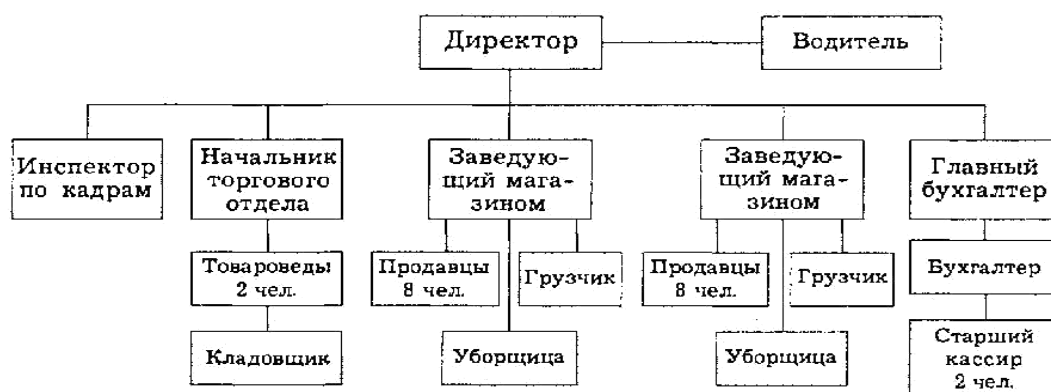 Директор
Водитель
Инспектор
по кадрам
Начальник
торгового
отдела
Заведую-
щий мага-
зином
Заведую-
щий мага-
зином
Главный
бухгалтер
Товароведы
2 чел.
Продавцы
8 чел.
Грузчик
Продавцы
8 чел.
Грузчик
Бухгалтер
Кладовщик
Уборщица
Уборщица
Старший
кассир
2 чел.